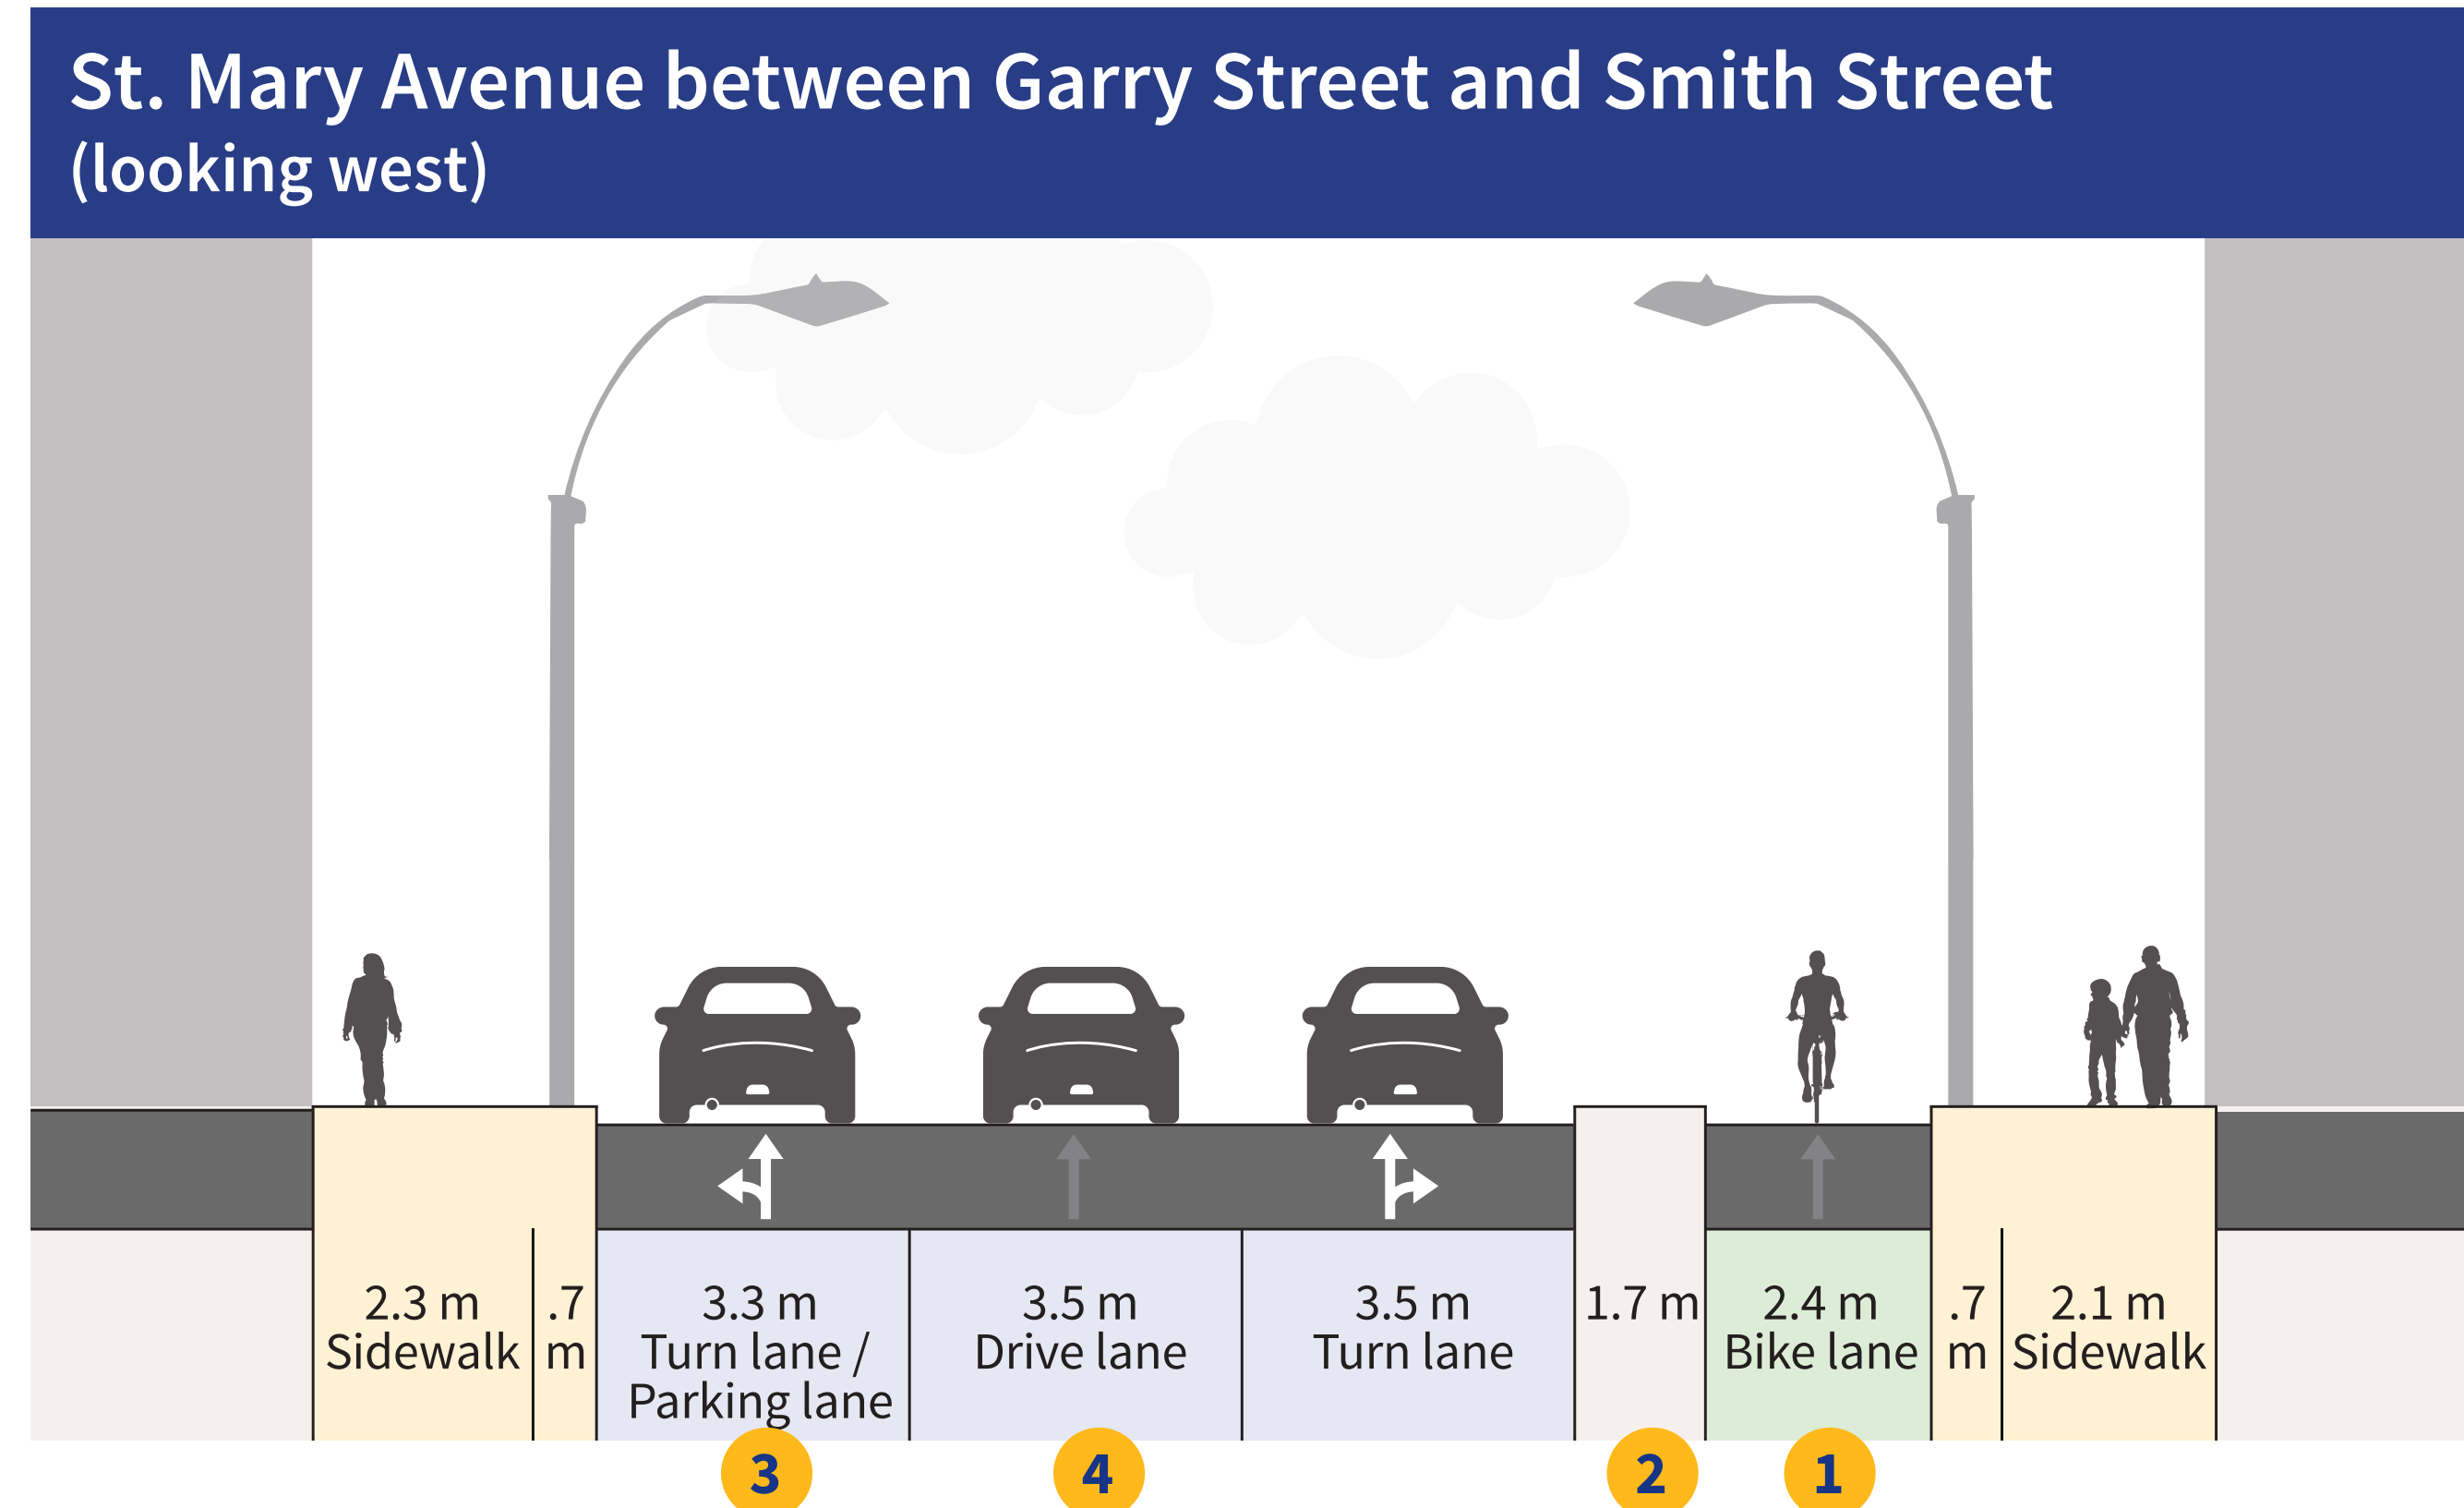 St. Mary Avenue between Garry Street and Smith Street
(looking west)
2.3 m
Sidewalk
.7
m
3.3 m
Turn lane /
Parking lane
3.5 m
Drive lane
3.5 m
Turn lane
1.7 m
2.4 m
Bike lane
.7
m
2.1 m
Sidewalk
3
4
2
1